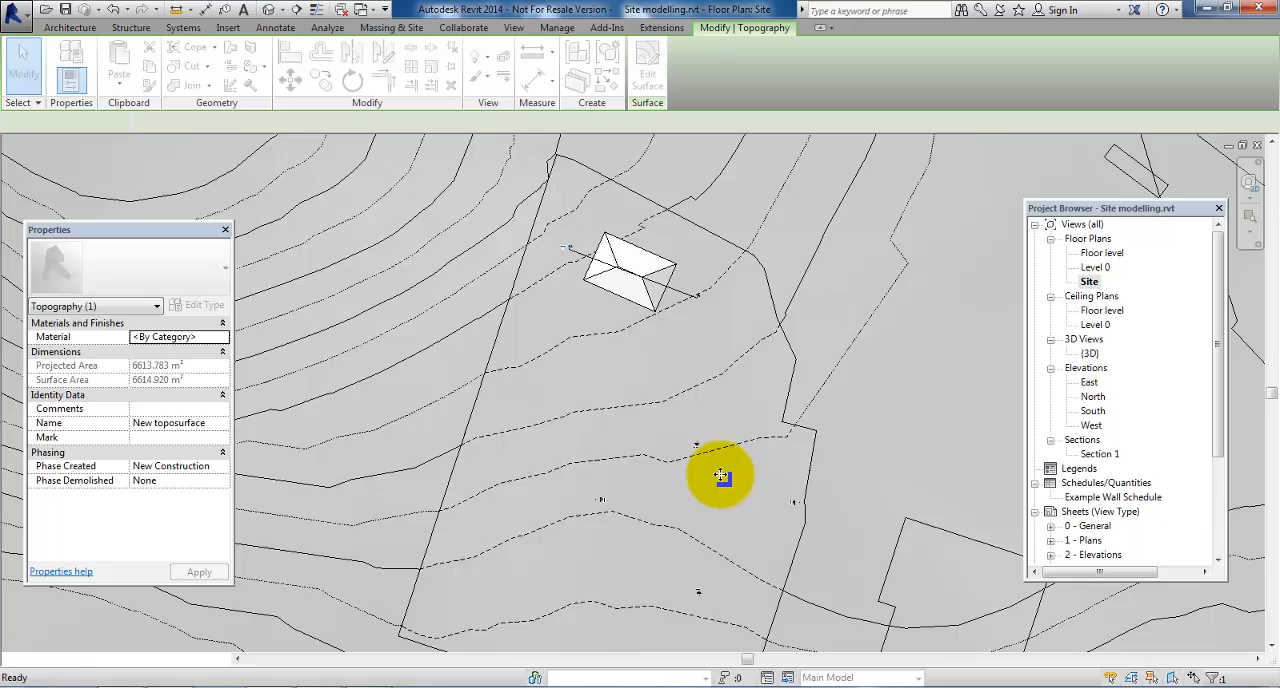 Autodesk Revit 2014 - Not For Resale Version - Site modelling.rvt - Floor Plan: Site
Type a keyword or phrase
Sign In
Architecture Structure Systems Insert Annotate Analyze Massing & Site Collaborate View Manage Add-Ins Extensions Modify | Topography
Modify
Paste
Cope
Cut
Join
Edit Surface
Select Properties Clipboard Geometry Modify View Measure Create Surface
Properties
Topography (1)
Edit Type
Materials and Finishes
Material <By Category>
Dimensions
Projected Area 6613.783 m²
Surface Area 6614.920 m²
Identity Data
Comments
Name New toposurface
Mark
Phasing
Phase Created New Construction
Phase Demolished None
Properties help
Apply
Project Browser - Site modelling.rvt
Views (all)
Floor Plans
Floor level
Level 0
Site
Ceiling Plans
Floor level
Level 0
3D Views
{3D}
Elevations
East
North
South
West
Sections
Section 1
Legends
Schedules/Quantities
Example Wall Schedule
Sheets (View Type)
0 - General
1 - Plans
2 - Elevations
Ready
:0
Main Model
:1